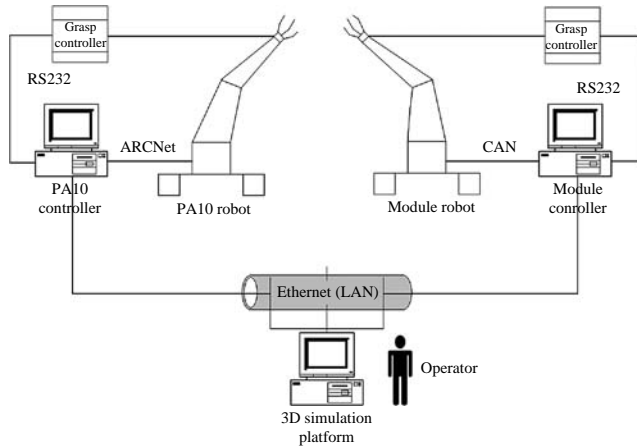 Grasp
controller
Grasp
controller
RS232
RS232
ARCNet
CAN
PA10
controller
PA10 robot
Module robot
Module
conroller
Ethernet (LAN)
Operator
3D simulation
platform